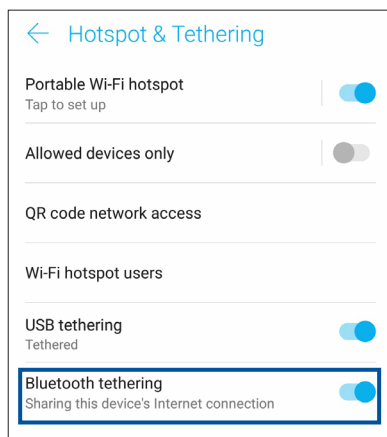 Hotspot & Tethering
Portable Wi-Fi hotspot
Tap to set up
Allowed devices only
QR code network access
Wi-Fi hotspot users
USB tethering
Tethered
Bluetooth tethering
Sharing this device's Internet connection